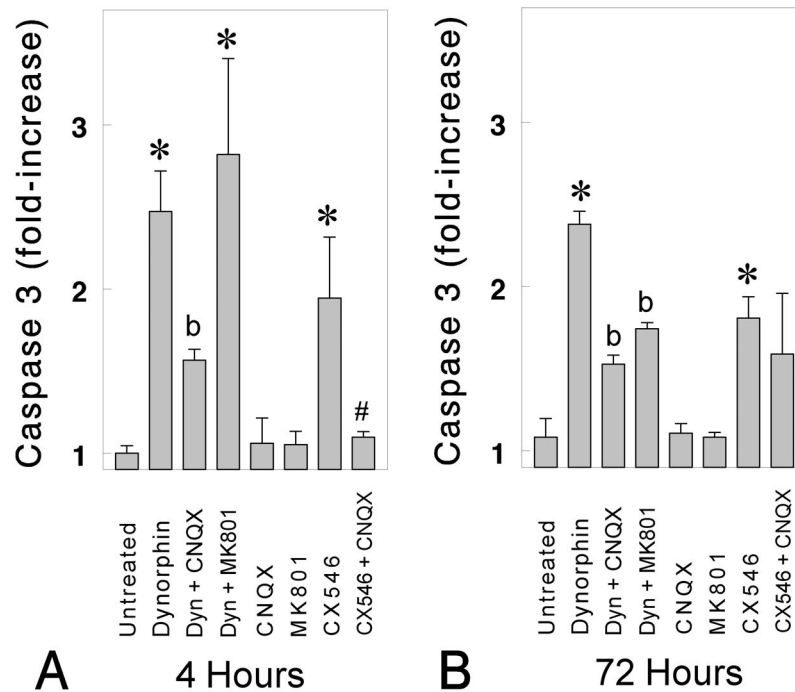 Caspase 3 (fold-increase)
3
2
1
*
b
*
*
#
Untreated
Dynorphin
Dyn + CNQX
Dyn + MK801
CNQX
MK801
CX546
CX546 + CNQX
A
4 Hours
Caspase 3 (fold-increase)
3
2
1
*
b
b
*
Untreated
Dynorphin
Dyn + CNQX
Dyn + MK801
CNQX
MK801
CX546
CX546 + CNQX
B
72 Hours